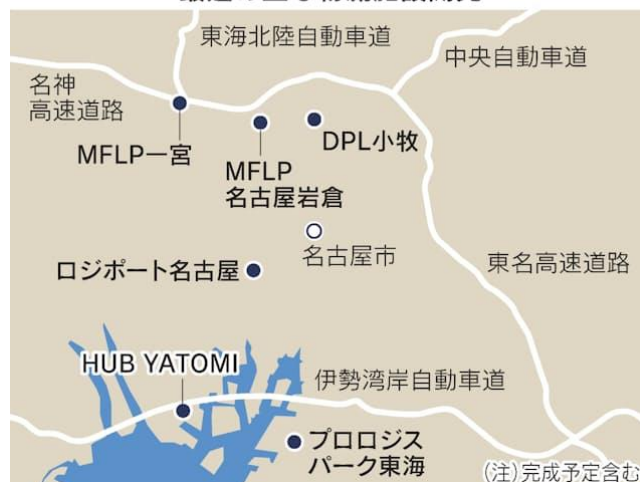 東海北陸自動車道
中央自動車道
名神
高速道路
MFLP一宮
MFLP
名古屋岩倉
DPL小牧
名古屋市
ロジポート名古屋
東名高速道路
HUB YATOMI
伊勢湾岸自動車道
プロロジス
パーク東海
(注)完成予定含む